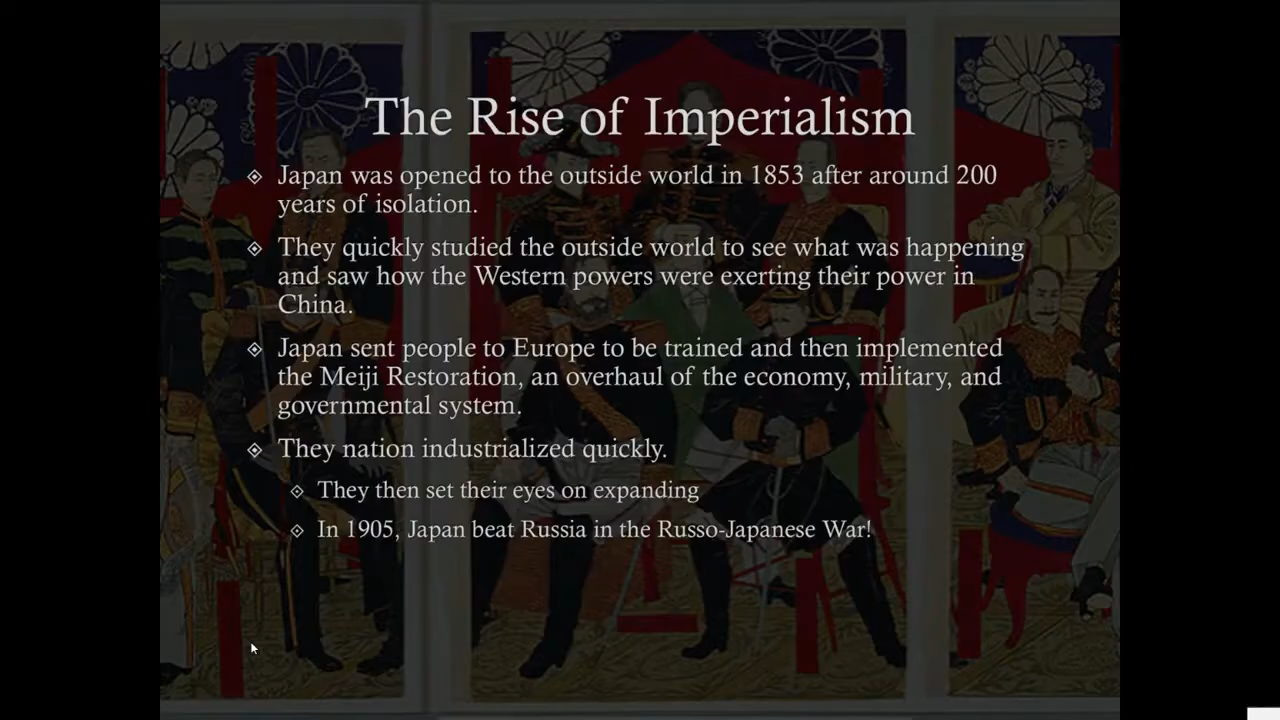 The Rise of Imperialism
Japan was opened to the outside world in 1853 after around 200
years of isolation.
They quickly studied the outside world to see what was happening
and saw how the Western powers were exerting their power in
China.
Japan sent people to Europe to be trained and then implemented
the Meiji Restoration, an overhaul of the economy, military, and
governmental system.
They nation industrialized quickly.
They then set their eyes on expanding
In 1905, Japan beat Russia in the Russo-Japanese War!